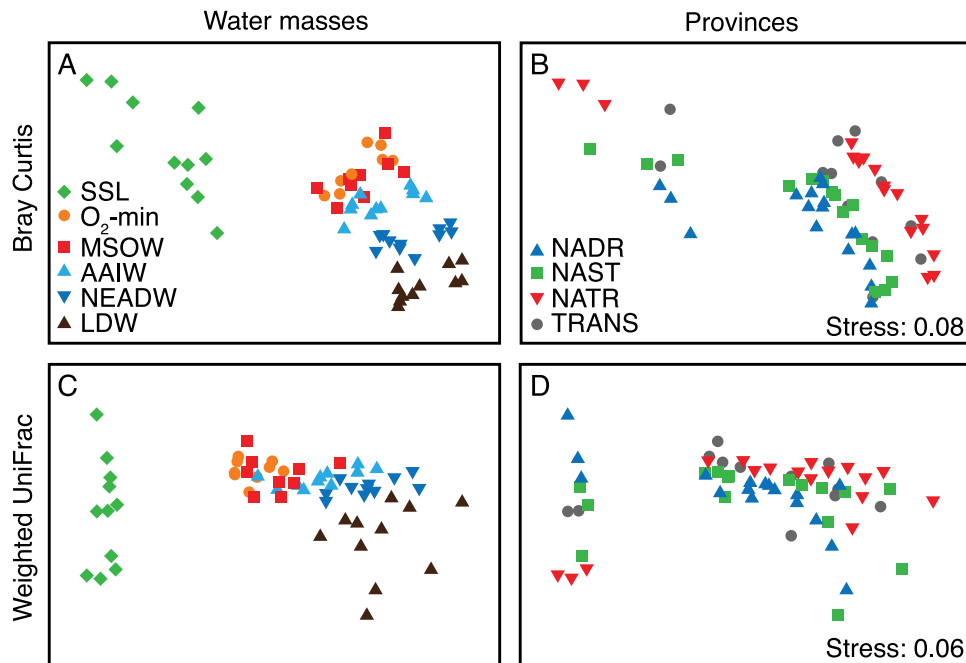 Water masses
Provinces
Bray Curtis
A
SSL
O₂-min
MSOW
AAIW
NEADW
LDW
B
NADR
NAST
NATR
TRANS
Stress: 0.08
Weighted UniFrac
C
D
Stress: 0.06